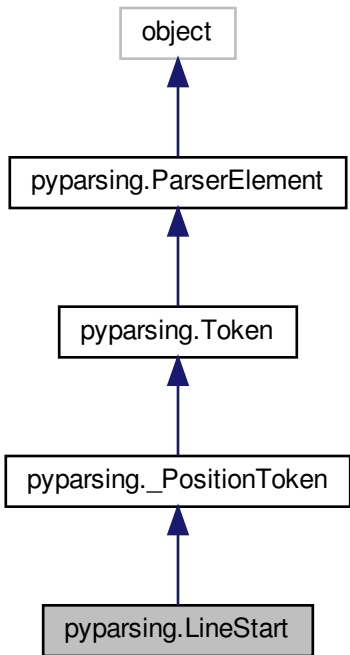 object
pyparsing.ParserElement
pyparsing.Token
pyparsing._PositionToken
pyparsing.LineStart